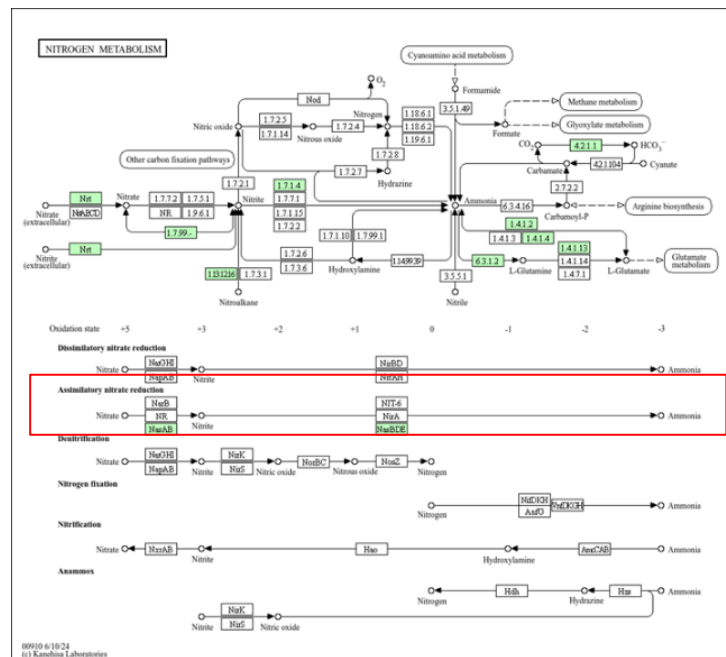 NITROGEN METABOLISM
Cyanoamino acid metabolism
O2
Nod
Formamide
3.5.1.49
Methane metabolism
Nitric oxide
1.7.2.5
1.7.1.14
Nitrous oxide
1.7.2.4
Nitrogen
1.18.6.1
1.18.6.2
1.19.6.1
Formate
Glyoxylate metabolism
CO2
4.2.1.1
HCO3−
Other carbon fixation pathways
1.7.2.8
Hydrazine
1.7.2.7
Carbamate
4.2.1.104
Cyanate
1.7.2.1
2.7.2.2
Nrt
NrtABCD
Nitrate
(extracellular)
Nitrate
1.7.7.2
1.7.5.1
NR
1.9.6.1
Nitrite
1.7.1.4
1.7.7.1
1.7.1.15
1.7.2.2
Ammonia
6.3.4.16
Carbamoyl-P
Arginine biosynthesis
1.7.99.-
Nrt
Nitrite
(extracellular)
1.7.1.10
1.7.99.1
1.4.1.2
1.4.1.3
1.4.1.4
1.7.2.6
1.7.3.6
Hydroxylamine
1.14.99.39
1.13.12.16
1.7.3.1
6.3.1.2
L-Glutamine
1.4.1.13
1.4.1.14
1.4.7.1
L-Glutamate
Glutamate
metabolism
Nitroalkane
3.5.5.1
Nitrile
Oxidation state +5 +3 +2 +1 0 -1 -2 -3
Dissimilatory nitrate reduction
Nitrate NarGHI Nitrite NirBD Ammonia
NapAB NrfAH
Assimilatory nitrate reduction
NarB NIT-6
Nitrate NR Nitrite NirA Ammonia
NasAB NasBDE
Denitrification
Nitrate NarGHI Nitrite NirK Nitric oxide NorBC Nitrous oxide NosZ Nitrogen
NapAB NirS
Nitrogen fixation
Nitrogen NifDKH VnfDKGH Ammonia
AnfG
Nitrification
Nitrate NxrAB Nitrite Hao Hydroxylamine AmoCAB Ammonia
Anammox
Nitrogen Hdh Hydrazine Hzs Ammonia
Nitrite NirK Nitric oxide
NirS
00910 6/10/24
(c) Kanehisa Laboratories